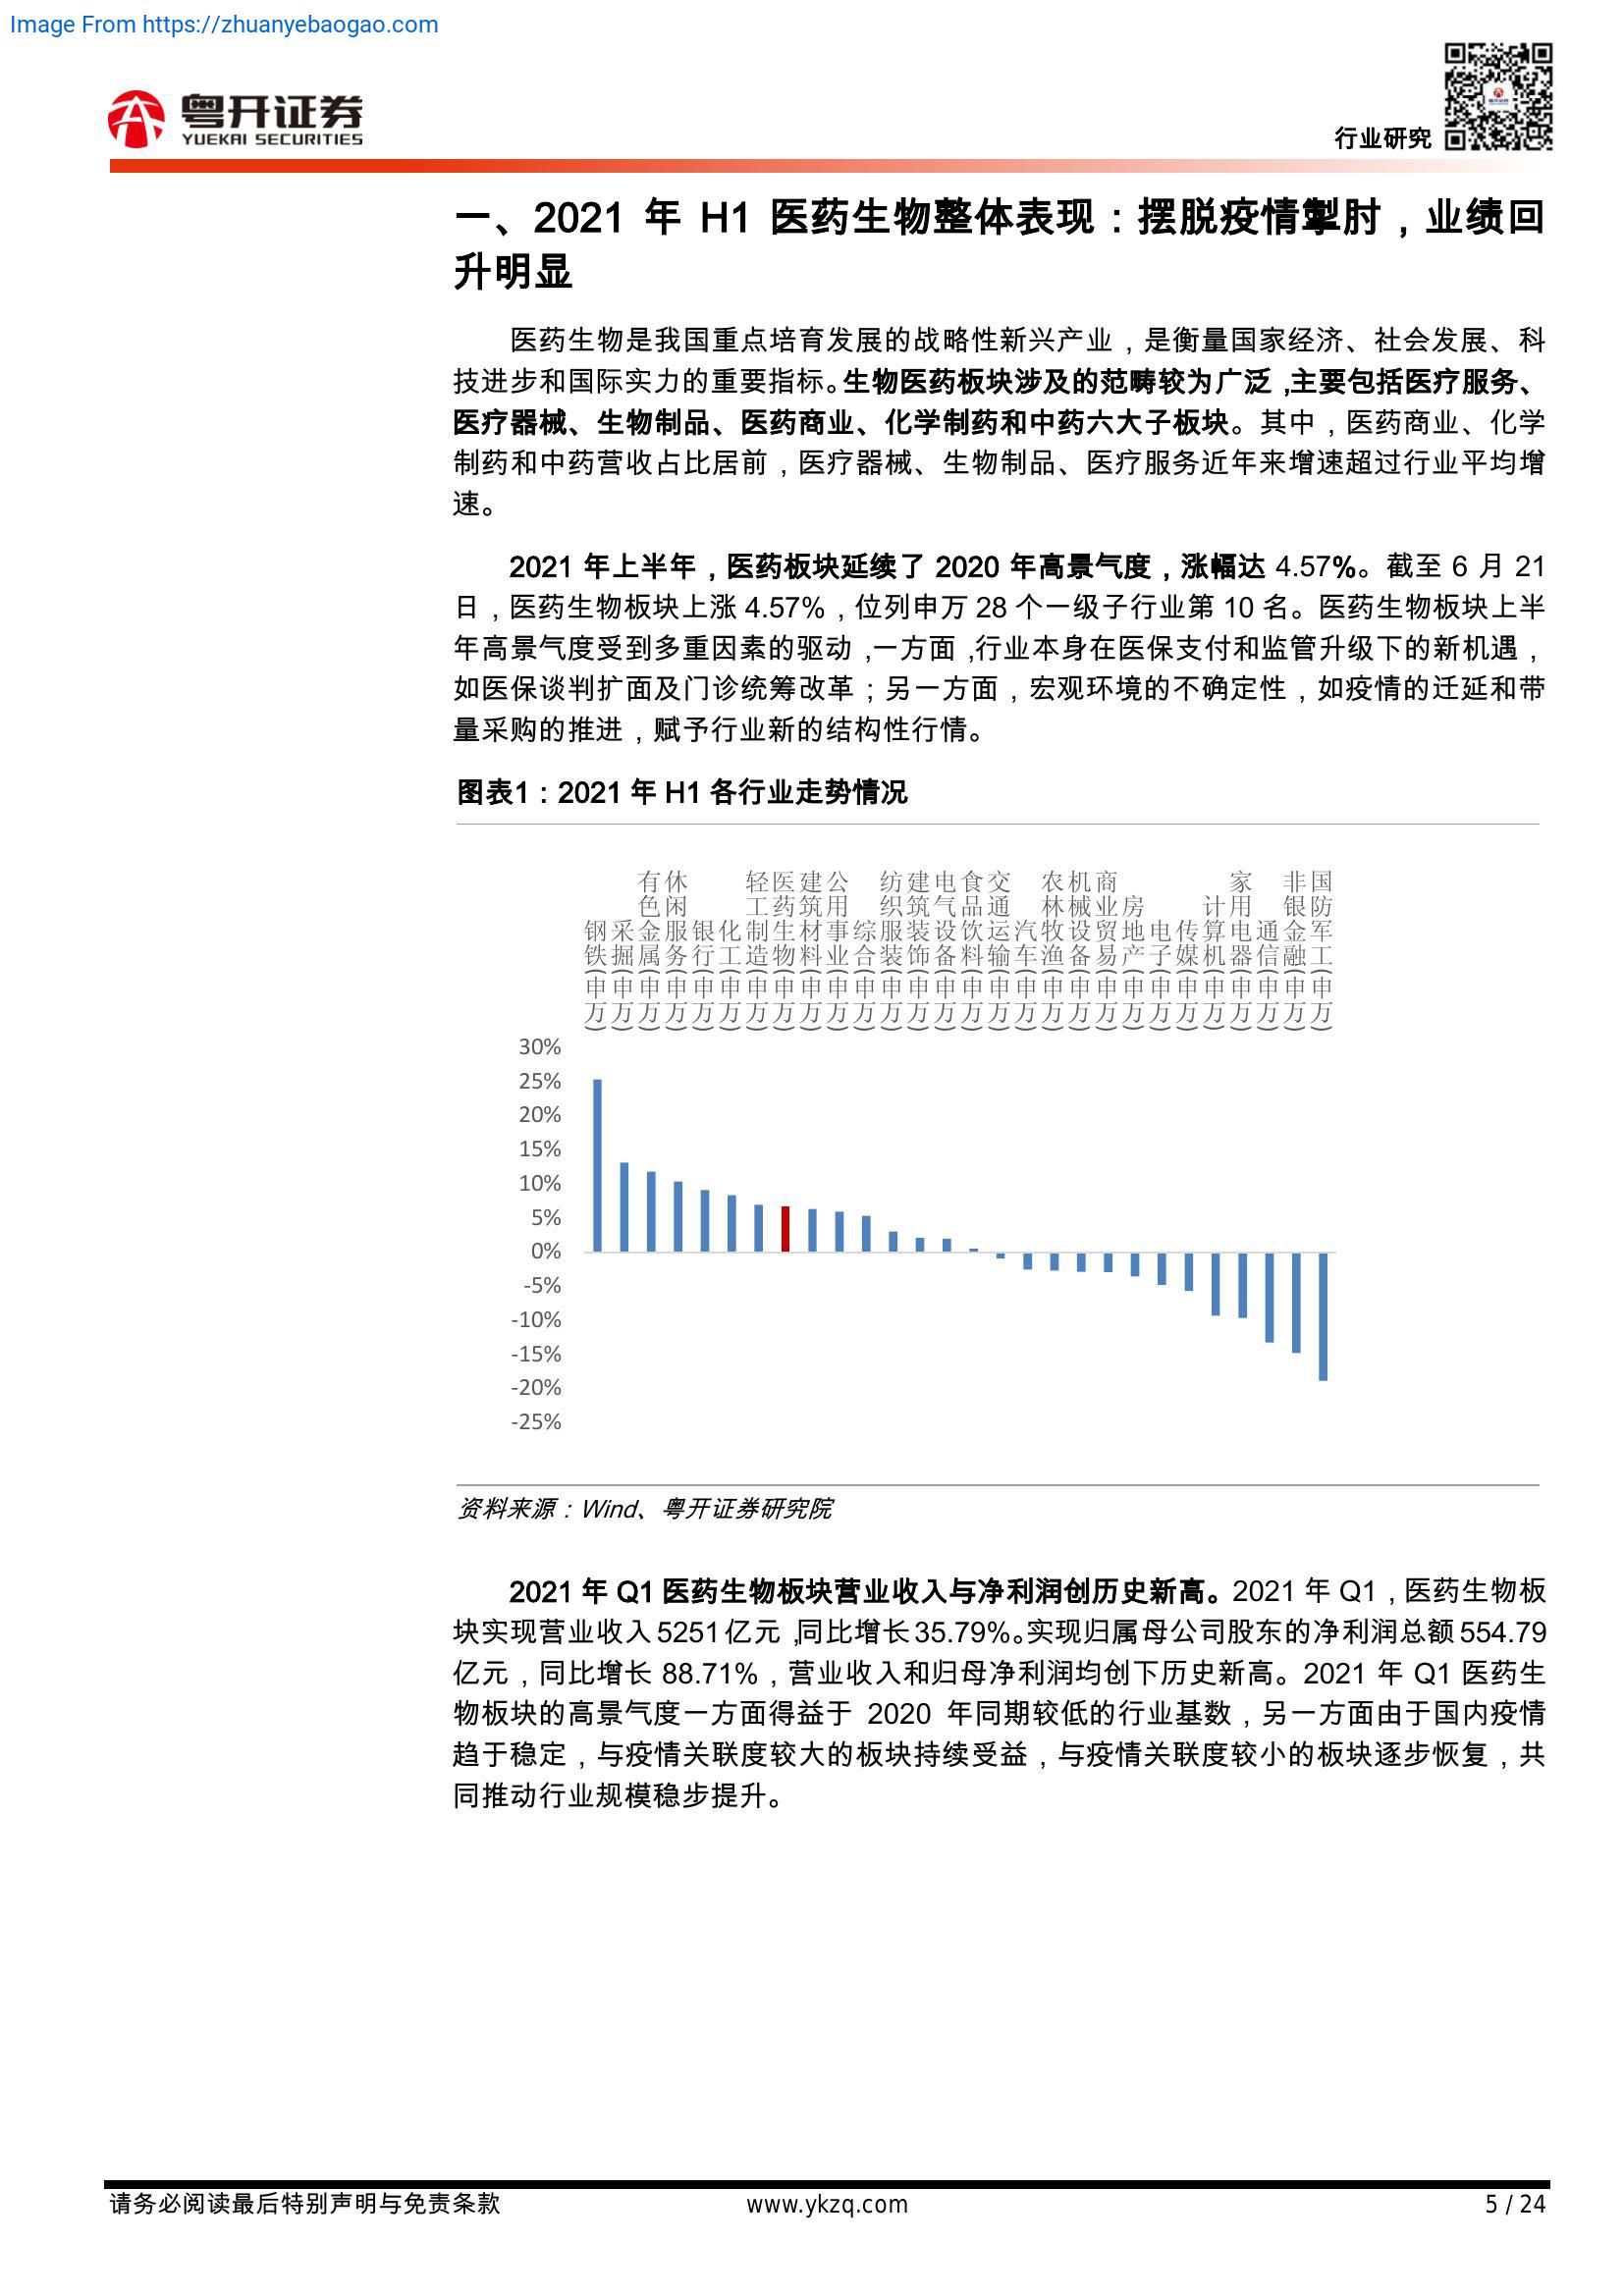 Image From https://zhuanyebaogao.com
粤开证券
YUEKAI SECURITIES
行业研究
一、2021 年 H1 医药生物整体表现：摆脱疫情掣肘，业绩回
升明显
医药生物是我国重点培育发展的战略性新兴产业，是衡量国家经济、社会发展、科
技进步和国际实力的重要指标。生物医药板块涉及的范畴较为广泛，主要包括医疗服务、
医疗器械、生物制品、医药商业、化学制药和中药六大子板块。其中，医药商业、化学
制药和中药营收占比居前，医疗器械、生物制品、医疗服务近年来增速超过行业平均增
速。
2021 年上半年，医药板块延续了 2020 年高景气度，涨幅达 4.57%。截至 6 月 21
日，医药生物板块上涨 4.57%，位列申万 28 个一级子行业第 10 名。医药生物板块上半
年高景气度受到多重因素的驱动，一方面，行业本身在医保支付和监管升级下的新机遇，
如医保谈判扩面及门诊统筹改革；另一方面，宏观环境的不确定性，如疫情的迁延和带
量采购的推进，赋予行业新的结构性行情。
图表1：2021 年 H1 各行业走势情况
钢铁(申万)
采掘(申万)
有色金属(申万)
休闲服务(申万)
银行(申万)
化工(申万)
轻工制造(申万)
医药生物(申万)
建筑材料(申万)
公用事业(申万)
综合(申万)
纺织服装(申万)
建筑装饰(申万)
电气设备(申万)
食品饮料(申万)
交通运输(申万)
汽车(申万)
农林牧渔(申万)
机械设备(申万)
商业贸易(申万)
房地产(申万)
电子(申万)
传媒(申万)
计算机(申万)
家用电器(申万)
通信(申万)
非银金融(申万)
国防军工(申万)
30%
25%
20%
15%
10%
5%
0%
-5%
-10%
-15%
-20%
-25%
资料来源：Wind、粤开证券研究院
2021 年 Q1 医药生物板块营业收入与净利润创历史新高。2021 年 Q1，医药生物板
块实现营业收入 5251 亿元，同比增长 35.79%。实现归属母公司股东的净利润总额 554.79
亿元，同比增长 88.71%，营业收入和归母净利润均创下历史新高。2021 年 Q1 医药生
物板块的高景气度一方面得益于 2020 年同期较低的行业基数，另一方面由于国内疫情
趋于稳定，与疫情关联度较大的板块持续受益，与疫情关联度较小的板块逐步恢复，共
同推动行业规模稳步提升。
请务必阅读最后特别声明与免责条款
www.ykzq.com
5 / 24